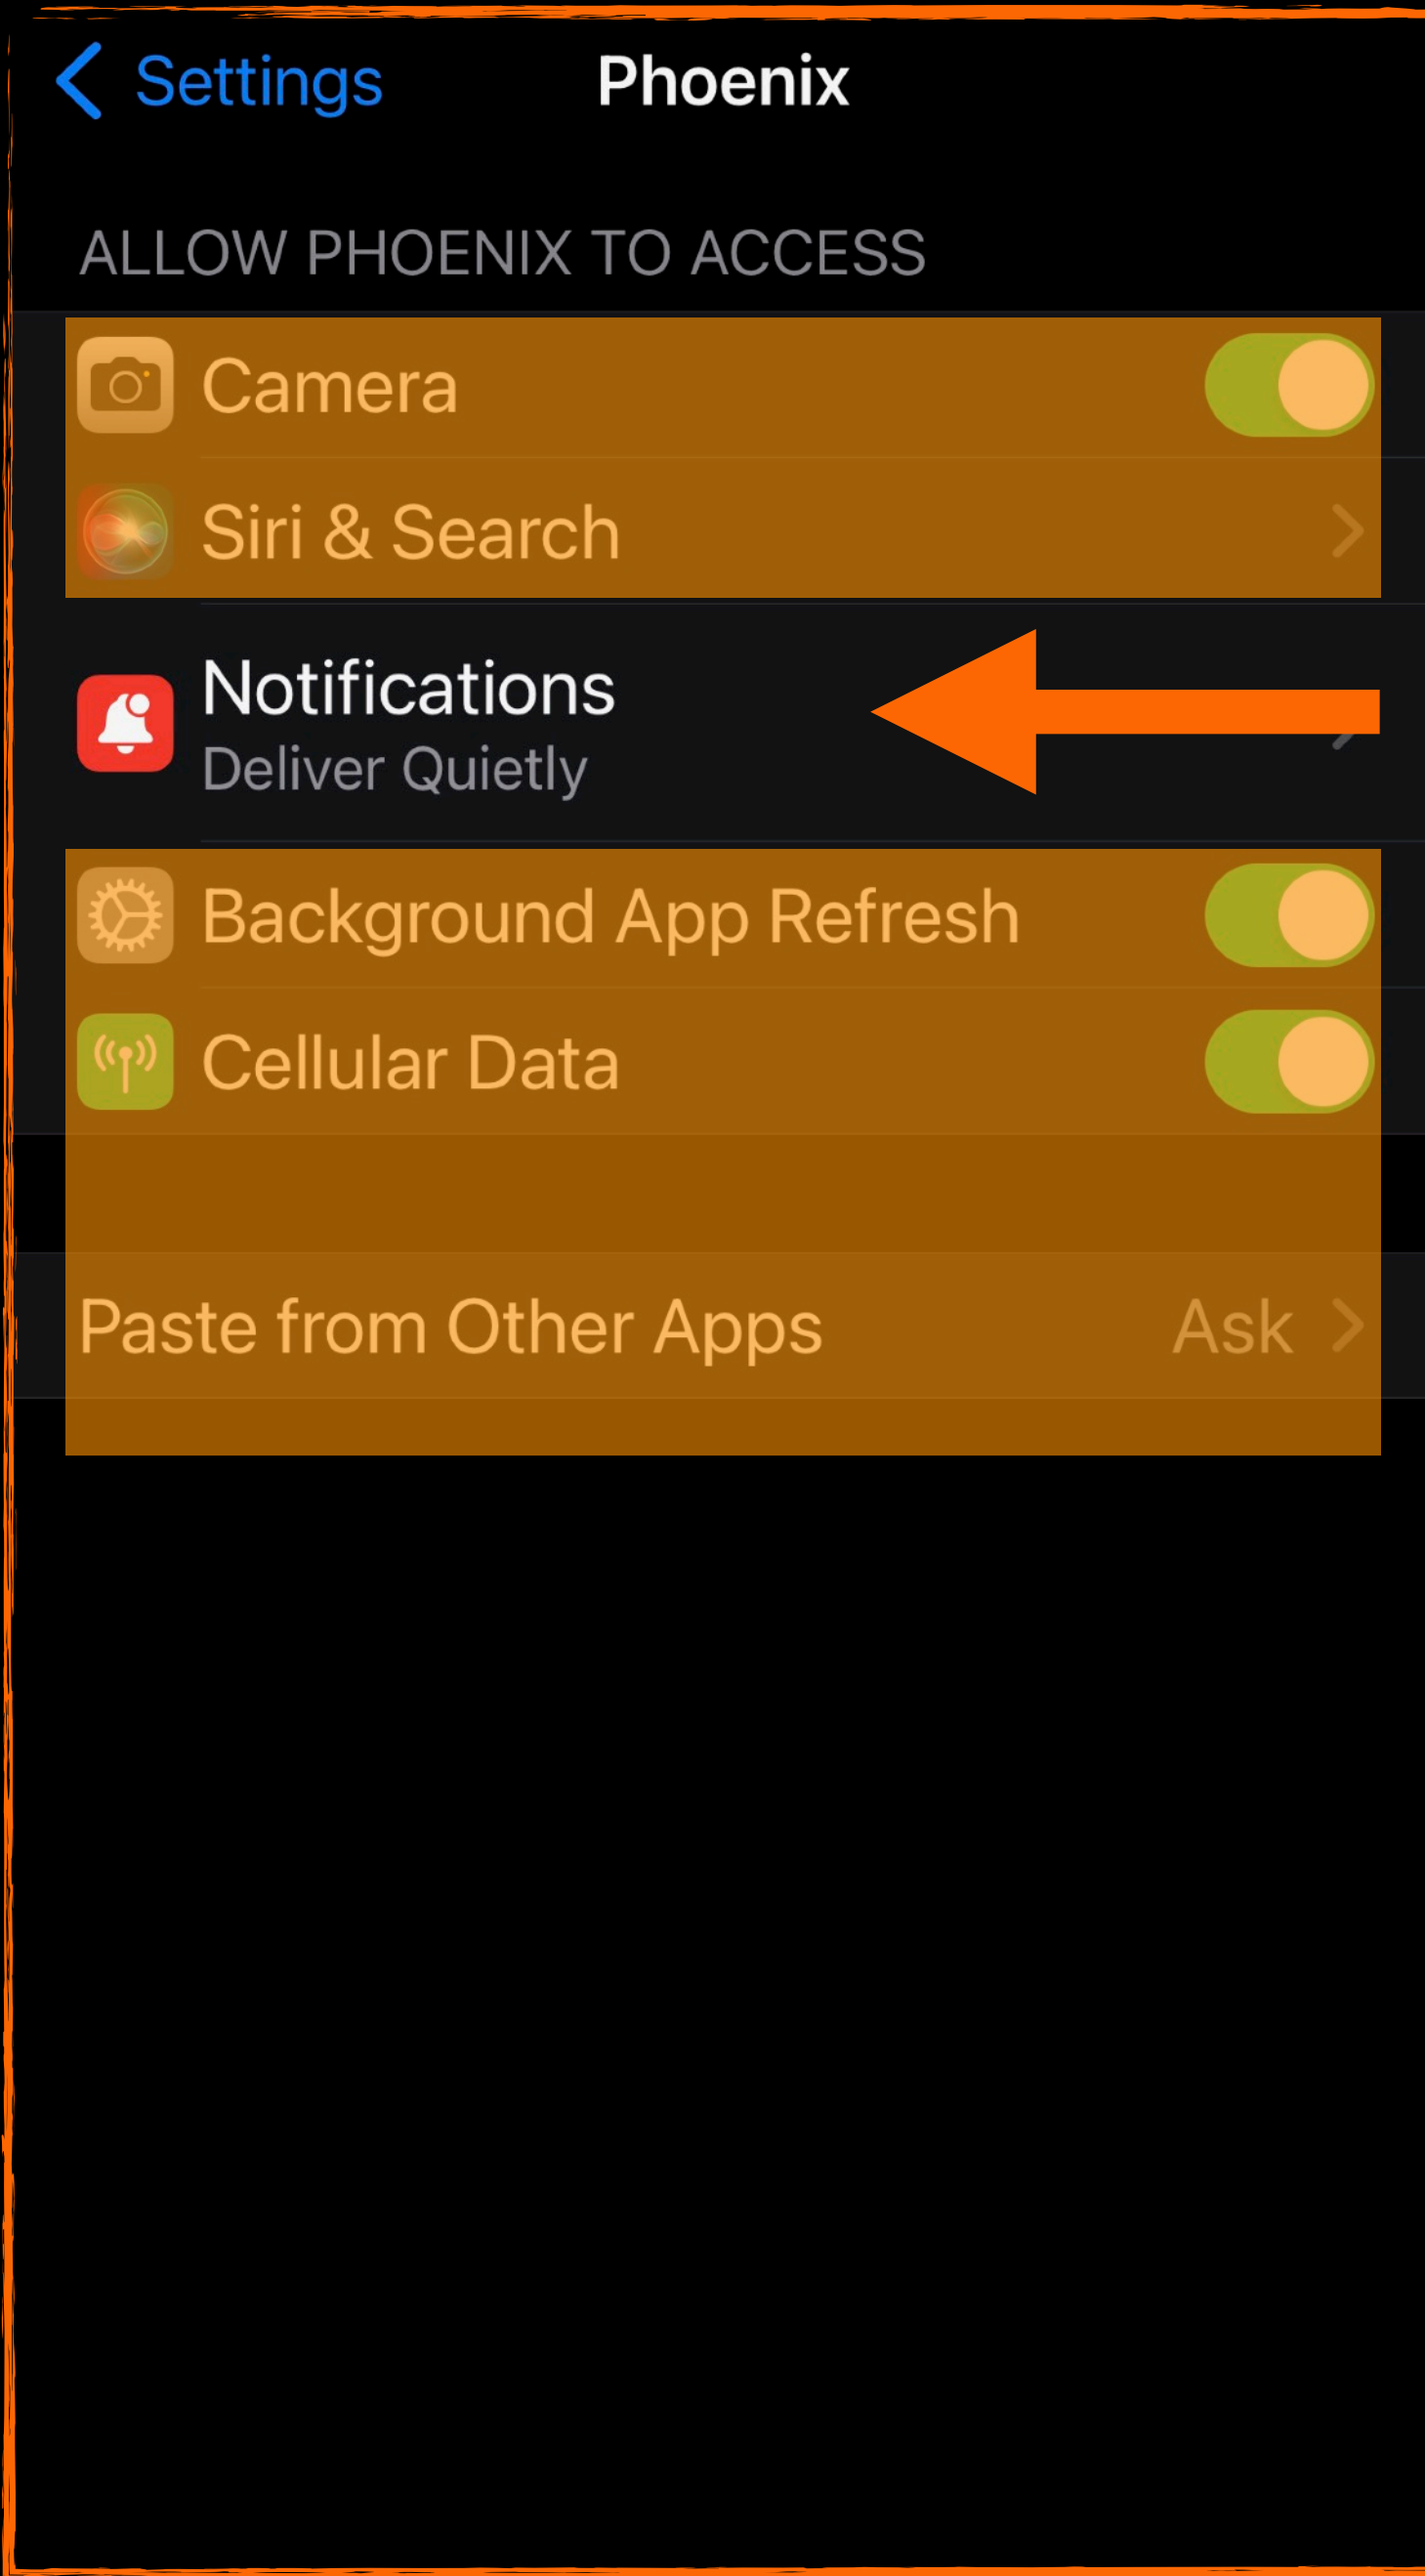 Settings
Phoenix
ALLOW PHOENIX TO ACCESS
Camera
Siri & Search
Notifications
Deliver Quietly
Background App Refresh
Cellular Data
Paste from Other Apps Ask